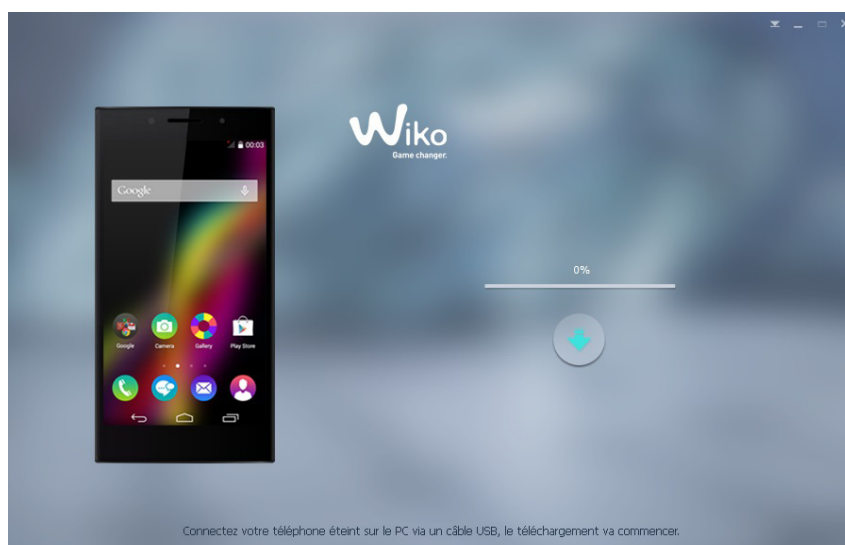 Wiko
Game changer.
00:03
Google
Google
Camera
Gallery
Play Store
0%
Connectez votre téléphone éteint sur le PC via un câble USB, le téléchargement va commencer.